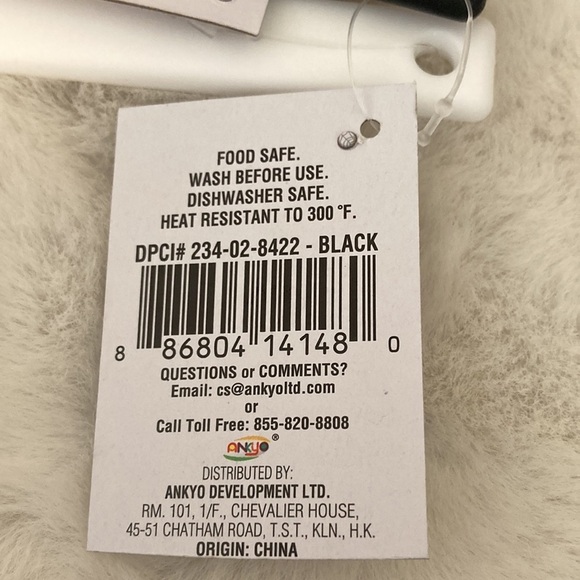 FOOD SAFE.
WASH BEFORE USE.
DISHWASHER SAFE.
HEAT RESISTANT TO 300 °F.
DPCI# 234-02-8422 - BLACK
8 86804 14148 0
QUESTIONS or COMMENTS?
Email: cs@ankyoltd.com
or
Call Toll Free: 855-820-8808
ANKYO®
DISTRIBUTED BY:
ANKYO DEVELOPMENT LTD.
RM. 101, 1/F., CHEVALIER HOUSE,
45-51 CHATHAM ROAD, T.S.T., KLN., H.K.
ORIGIN: CHINA